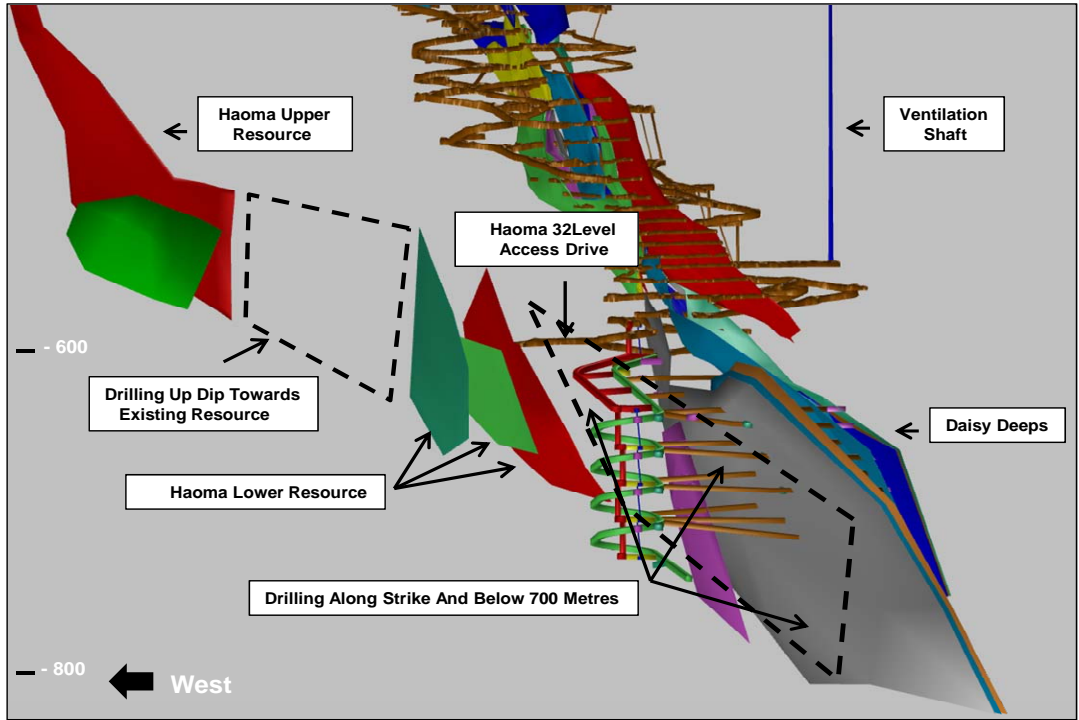 Haoma Upper
Resource
Ventilation
Shaft
Haoma 32Level
Access Drive
- 600
Drilling Up Dip Towards
Existing Resource
Daisy Deeps
Haoma Lower Resource
Drilling Along Strike And Below 700 Metres
- 800
West